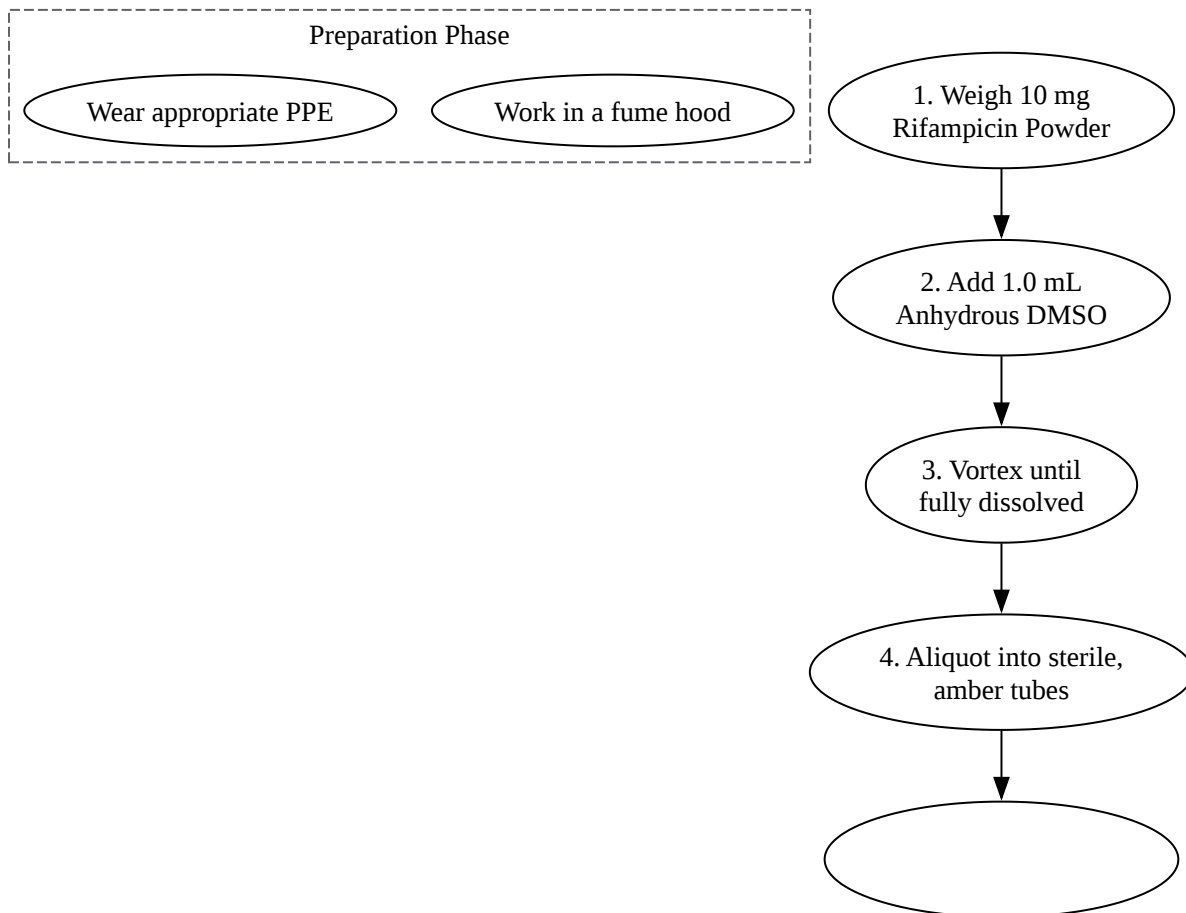 Preparation Phase
Wear appropriate PPE
Work in a fume hood
1. Weigh 10 mg
Rifampicin Powder
2. Add 1.0 mL
Anhydrous DMSO
3. Vortex until
fully dissolved
4. Aliquot into sterile,
amber tubes